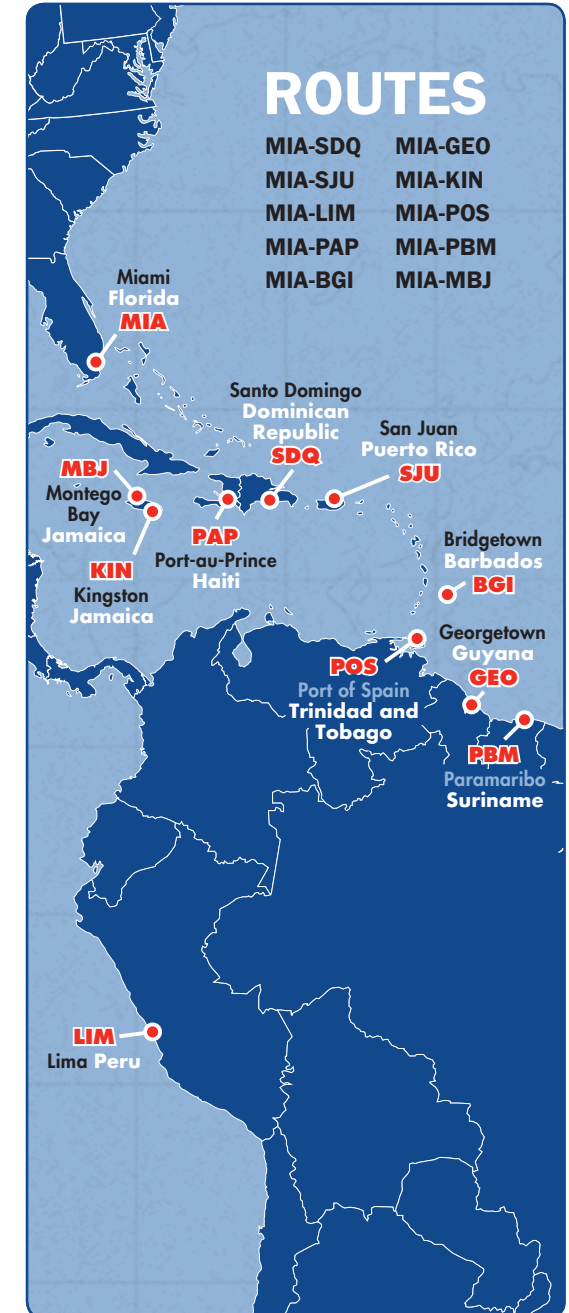 ROUTES
MIA-SDQ MIA-GEO
MIA-SJU MIA-KIN
MIA-LIM MIA-POS
MIA-PAP MIA-PBM
MIA-BGI MIA-MBJ
Miami
Florida
MIA
Santo Domingo
Dominican
Republic
SDQ
San Juan
Puerto Rico
SJU
MBJ
Montego
Bay
Jamaica
KIN
Kingston
Jamaica
PAP
Port-au-Prince
Haiti
Bridgetown
Barbados
BGI
Georgetown
Guyana
GEO
POS
Port of Spain
Trinidad and
Tobago
PBM
Paramaribo
Suriname
LIM
Lima Peru